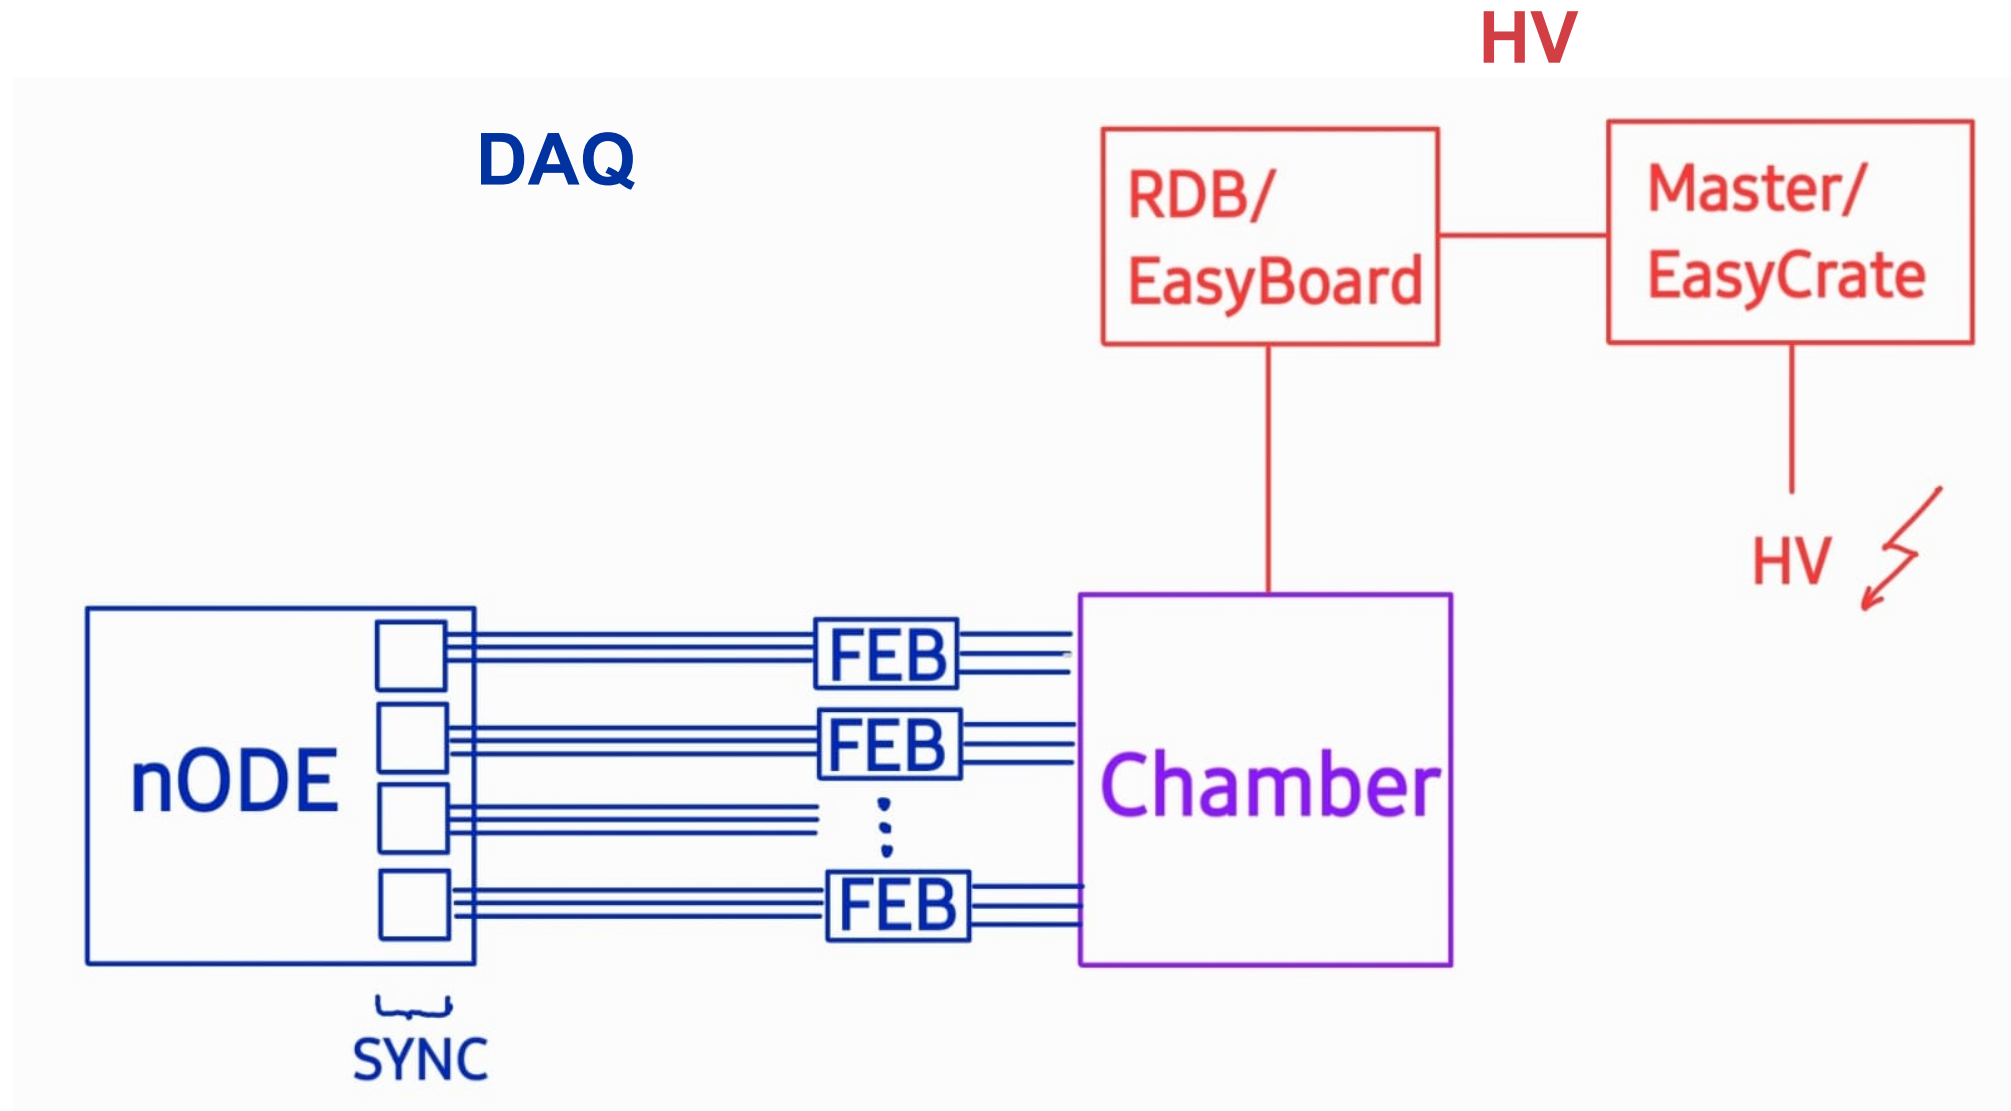 HV
DAQ
RDB/
EasyBoard
Master/
EasyCrate
HV
nODE
FEB
FEB
FEB
Chamber
SYNC